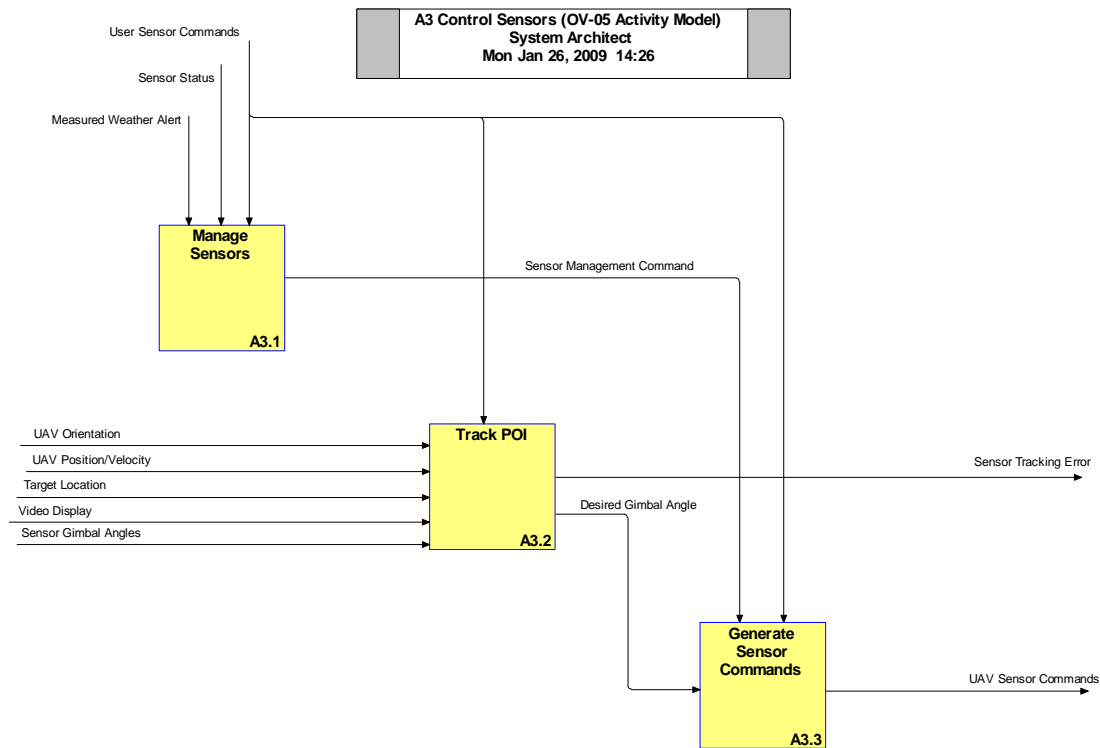 A3 Control Sensors (OV-05 Activity Model)
System Architect
Mon Jan 26, 2009  14:26
User Sensor Commands
Sensor Status
Measured Weather Alert
Manage
Sensors
A3.1
Sensor Management Command
UAV Orientation
UAV Position/Velocity
Target Location
Video Display
Sensor Gimbal Angles
Track POI
A3.2
Sensor Tracking Error
Desired Gimbal Angle
Generate
Sensor
Commands
A3.3
UAV Sensor Commands